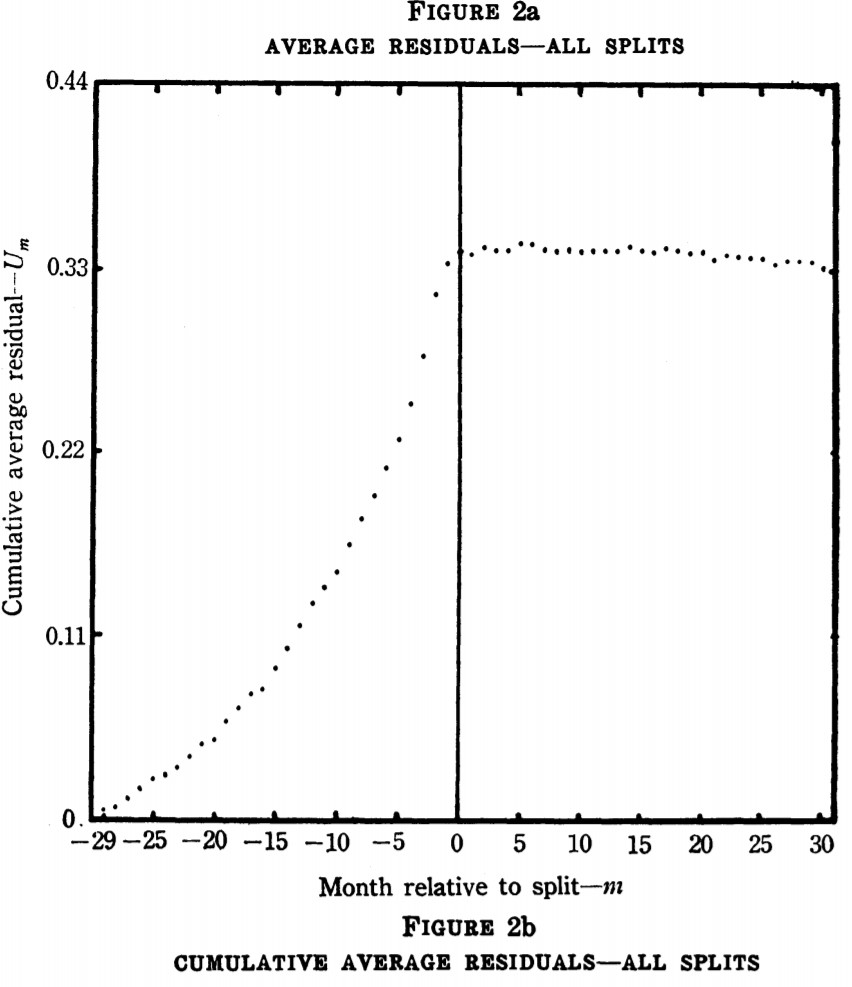 FIGURE 2a
AVERAGE RESIDUALS—ALL SPLITS
0.44
0.33
0.22
0.11
0.
Cumulative average residual—Um
−29 −25 −20 −15 −10 −5 0 5 10 15 20 25 30
Month relative to split—m
FIGURE 2b
CUMULATIVE AVERAGE RESIDUALS—ALL SPLITS